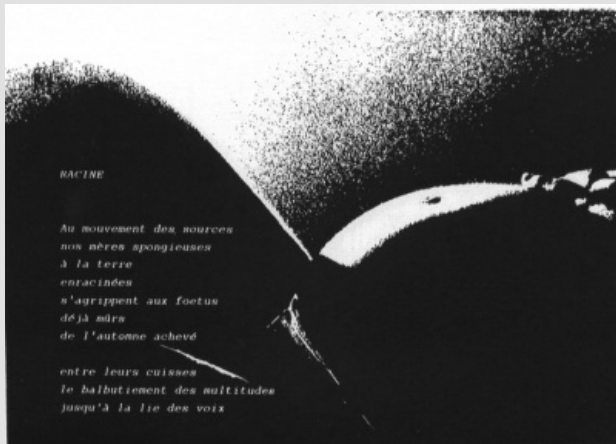 RACINE
Au mouvement des sources
nos mères spongieuses
à la terre
enracinées
s'agrippent aux foetus
déjà mûrs
de l'automne achevé
entre leurs cuisses
le balbutiement des multitudes
jusqu'à la lie des voix